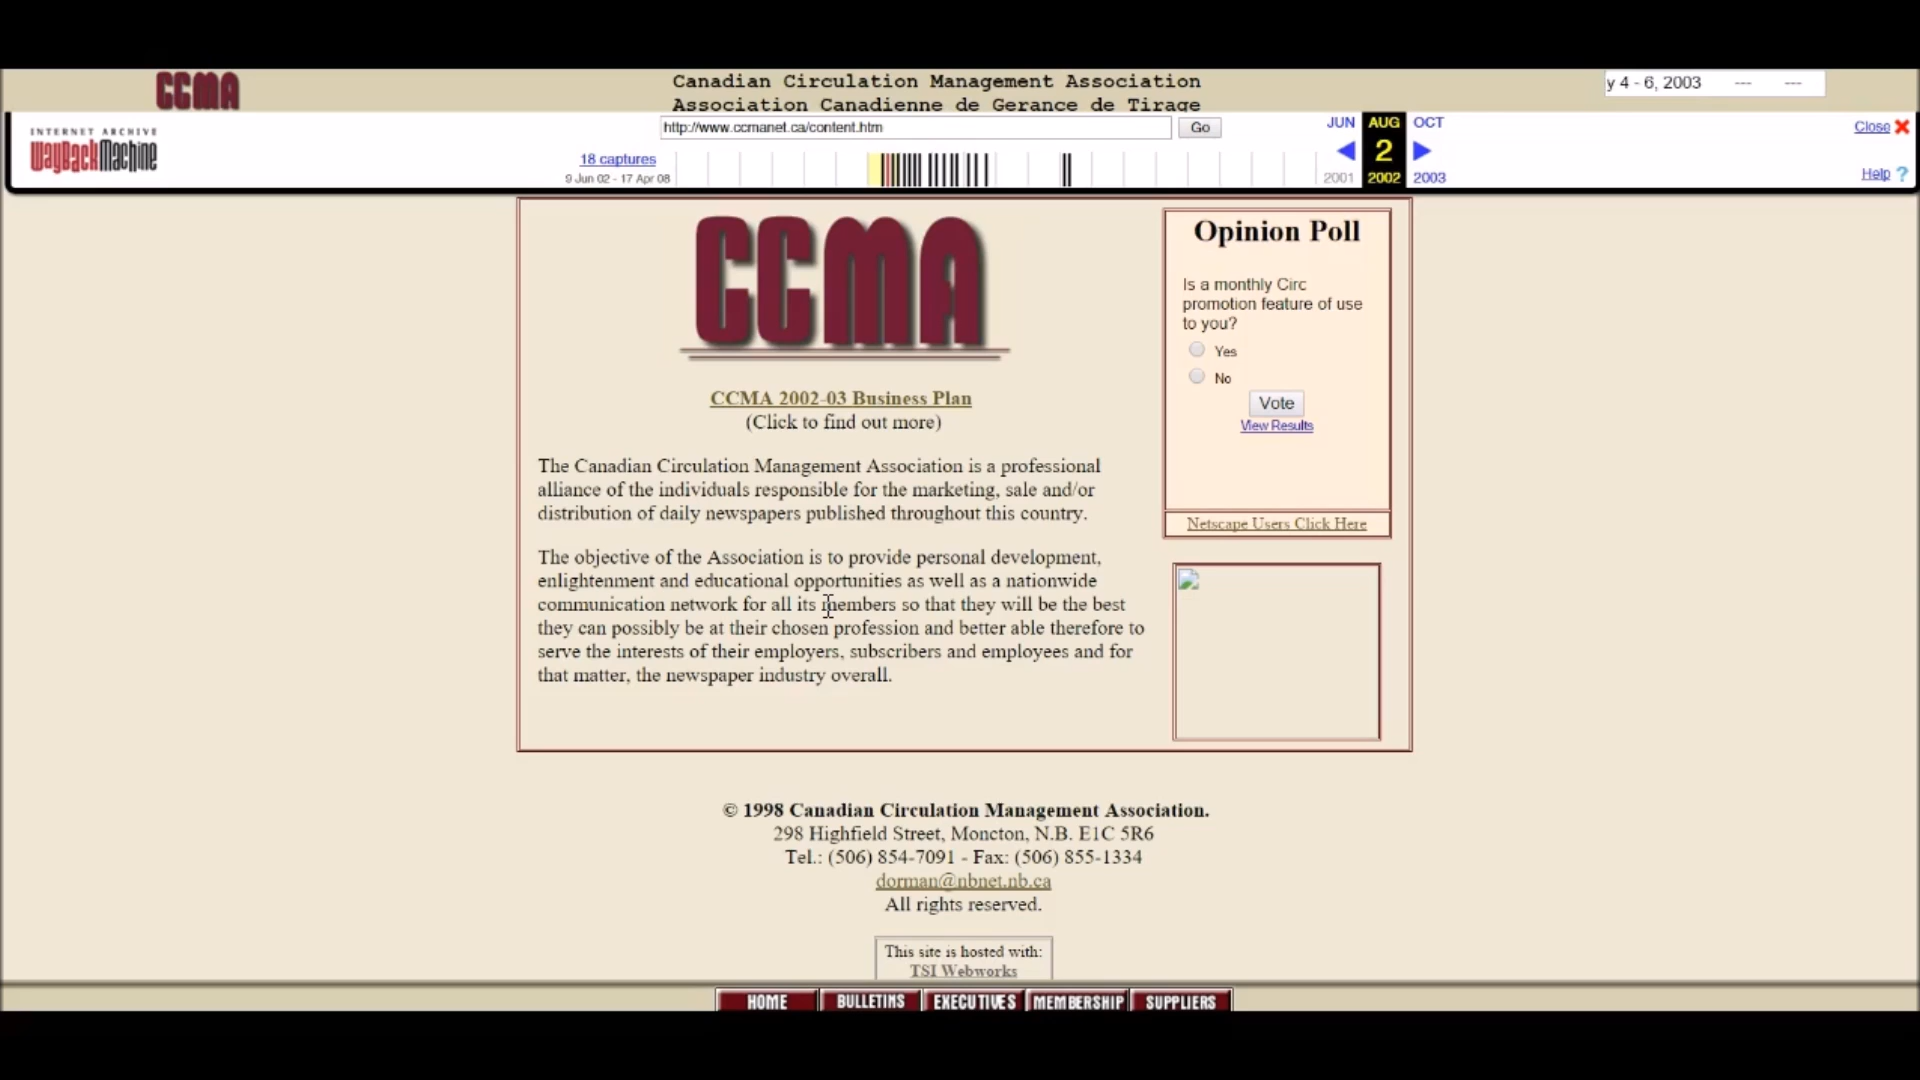 CCMA
Canadian Circulation Management Association
Association Canadienne de Gerance de Tirage
y 4 - 6, 2003 --- ---
INTERNET ARCHIVE
WayBackMachine
http://www.ccmanet.ca/content.htm
Go
18 captures
9 Jun 02 - 17 Apr 08
JUN AUG OCT
2
2001 2002 2003
Close
Help ?
CCMA
CCMA 2002-03 Business Plan
(Click to find out more)
The Canadian Circulation Management Association is a professional
alliance of the individuals responsible for the marketing, sale and/or
distribution of daily newspapers published throughout this country.
The objective of the Association is to provide personal development,
enlightenment and educational opportunities as well as a nationwide
communication network for all its members so that they will be the best
they can possibly be at their chosen profession and better able therefore to
serve the interests of their employers, subscribers and employees and for
that matter, the newspaper industry overall.
Opinion Poll
Is a monthly Circ
promotion feature of use
to you?
Yes
No
Vote
View Results
Netscape Users Click Here
© 1998 Canadian Circulation Management Association.
298 Highfield Street, Moncton, N.B. E1C 5R6
Tel.: (506) 854-7091 - Fax: (506) 855-1334
dorman@nbnet.nb.ca
All rights reserved.
This site is hosted with:
TSI Webworks
HOME BULLETINS EXECUTIVES MEMBERSHIP SUPPLIERS